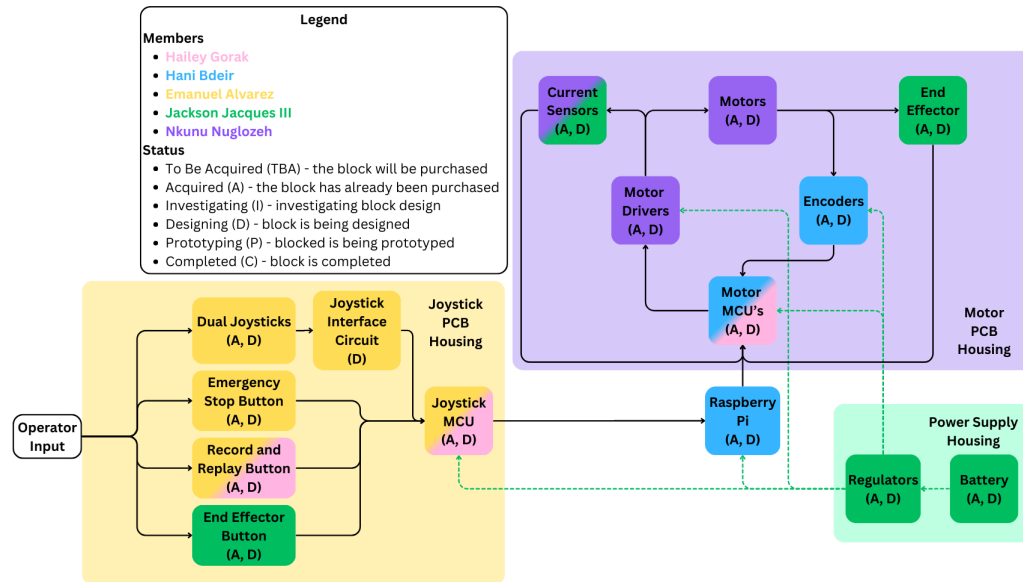 Legend
Members
Hailey Gorak
Hani Bdeir
Emanuel Alvarez
Jackson Jacques III
Nkunu Nuglozeh
Status
To Be Acquired (TBA) - the block will be purchased
Acquired (A) - the block has already been purchased
Investigating (I) - investigating block design
Designing (D) - block is being designed
Prototyping (P) - blocked is being prototyped
Completed (C) - block is completed
Current
Sensors
(A, D)
Motors
(A, D)
End
Effector
(A, D)
Motor
Drivers
(A, D)
Encoders
(A, D)
Motor
MCU's
(A, D)
Motor
PCB
Housing
Dual Joysticks
(A, D)
Joystick
Interface
Circuit
(D)
Joystick
PCB
Housing
Emergency
Stop Button
(A, D)
Operator
Input
Record and
Replay Button
(A, D)
End Effector
Button
(A, D)
Joystick
MCU
(A, D)
Raspberry
Pi
(A, D)
Power Supply
Housing
Regulators
(A, D)
Battery
(A, D)